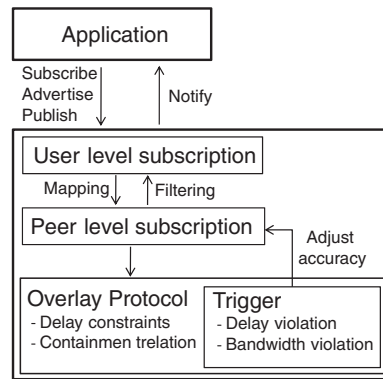 Application
Subscribe
Advertise
Publish
Notify
User level subscription
Mapping
Filtering
Peer level subscription
Adjust
accuracy
Overlay Protocol
- Delay constraints
- Containmen trelation
Trigger
- Delay violation
- Bandwidth violation